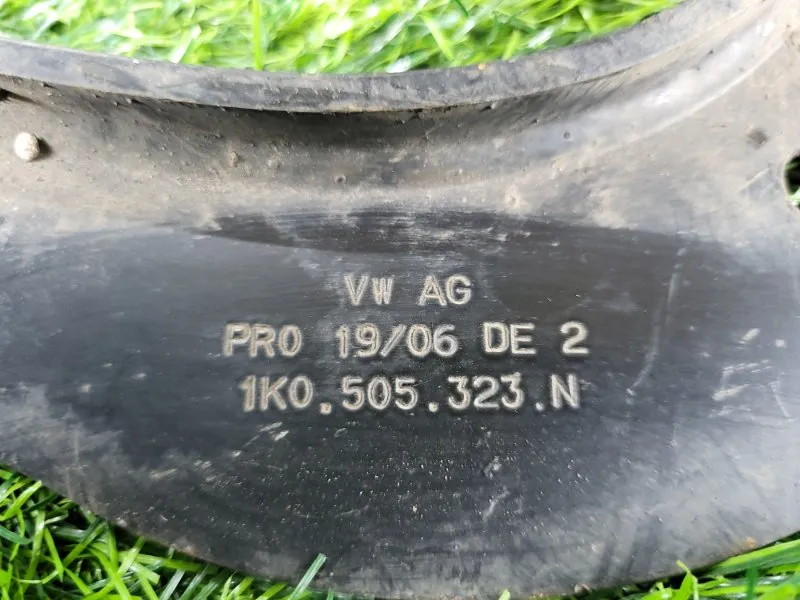 VW AG
PRO 19/06 DE 2
1K0.505.323.N